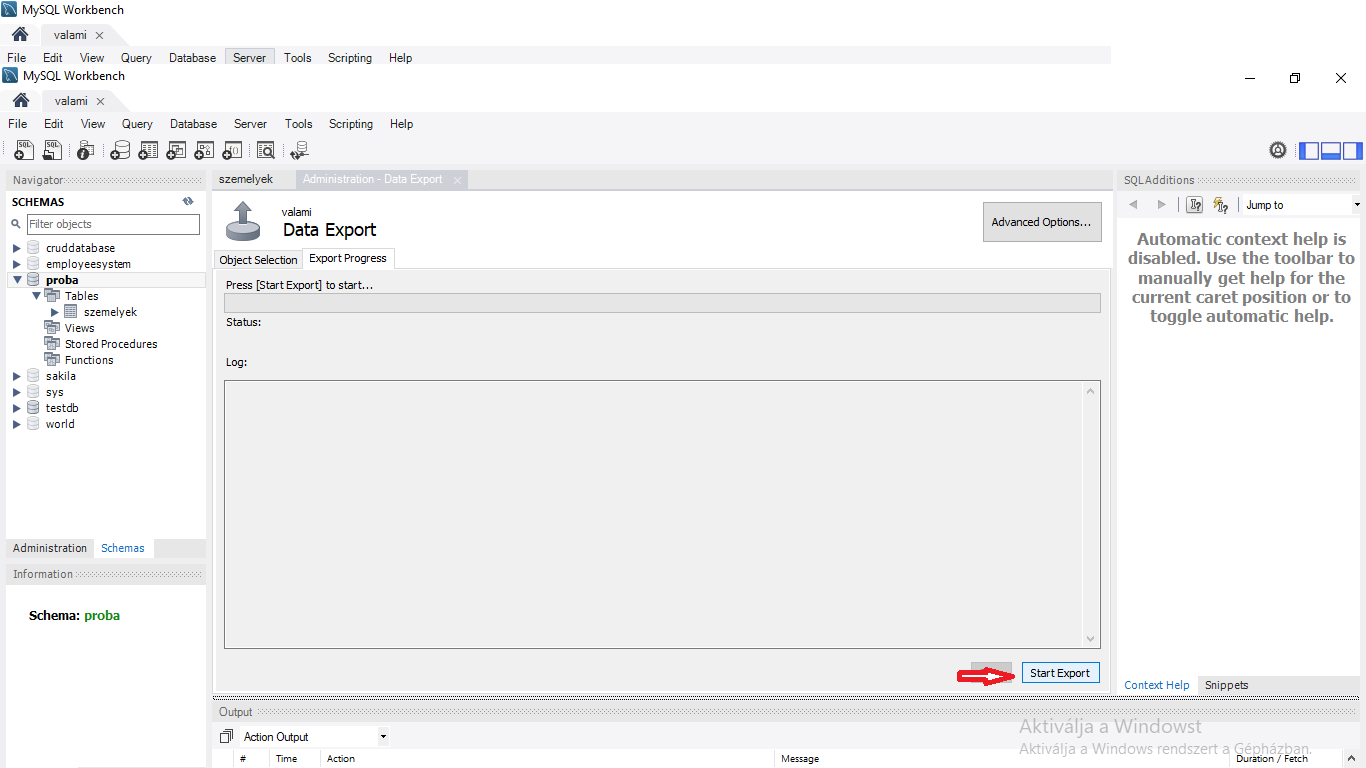 MySQL Workbench
valami
File Edit View Query Database Server Tools Scripting Help
MySQL Workbench
valami
File Edit View Query Database Server Tools Scripting Help
Navigator
SCHEMAS
Filter objects
cruddatabase
employeesystem
proba
Tables
szemelyek
Views
Stored Procedures
Functions
sakila
sys
testdb
world
Administration Schemas
Information
Schema: proba
szemelyek Administration - Data Export
valami
Data Export
Advanced Options...
Object Selection Export Progress
Press [Start Export] to start...
Status:
Log:
Start Export
Output
Action Output
# Time Action Message Duration / Fetch
SQLAdditions
Jump to
Automatic context help is
disabled. Use the toolbar to
manually get help for the
current caret position or to
toggle automatic help.
Context Help Snippets
Aktiválja a Windowst
Aktiválja a Windows rendszert a Gépházban.